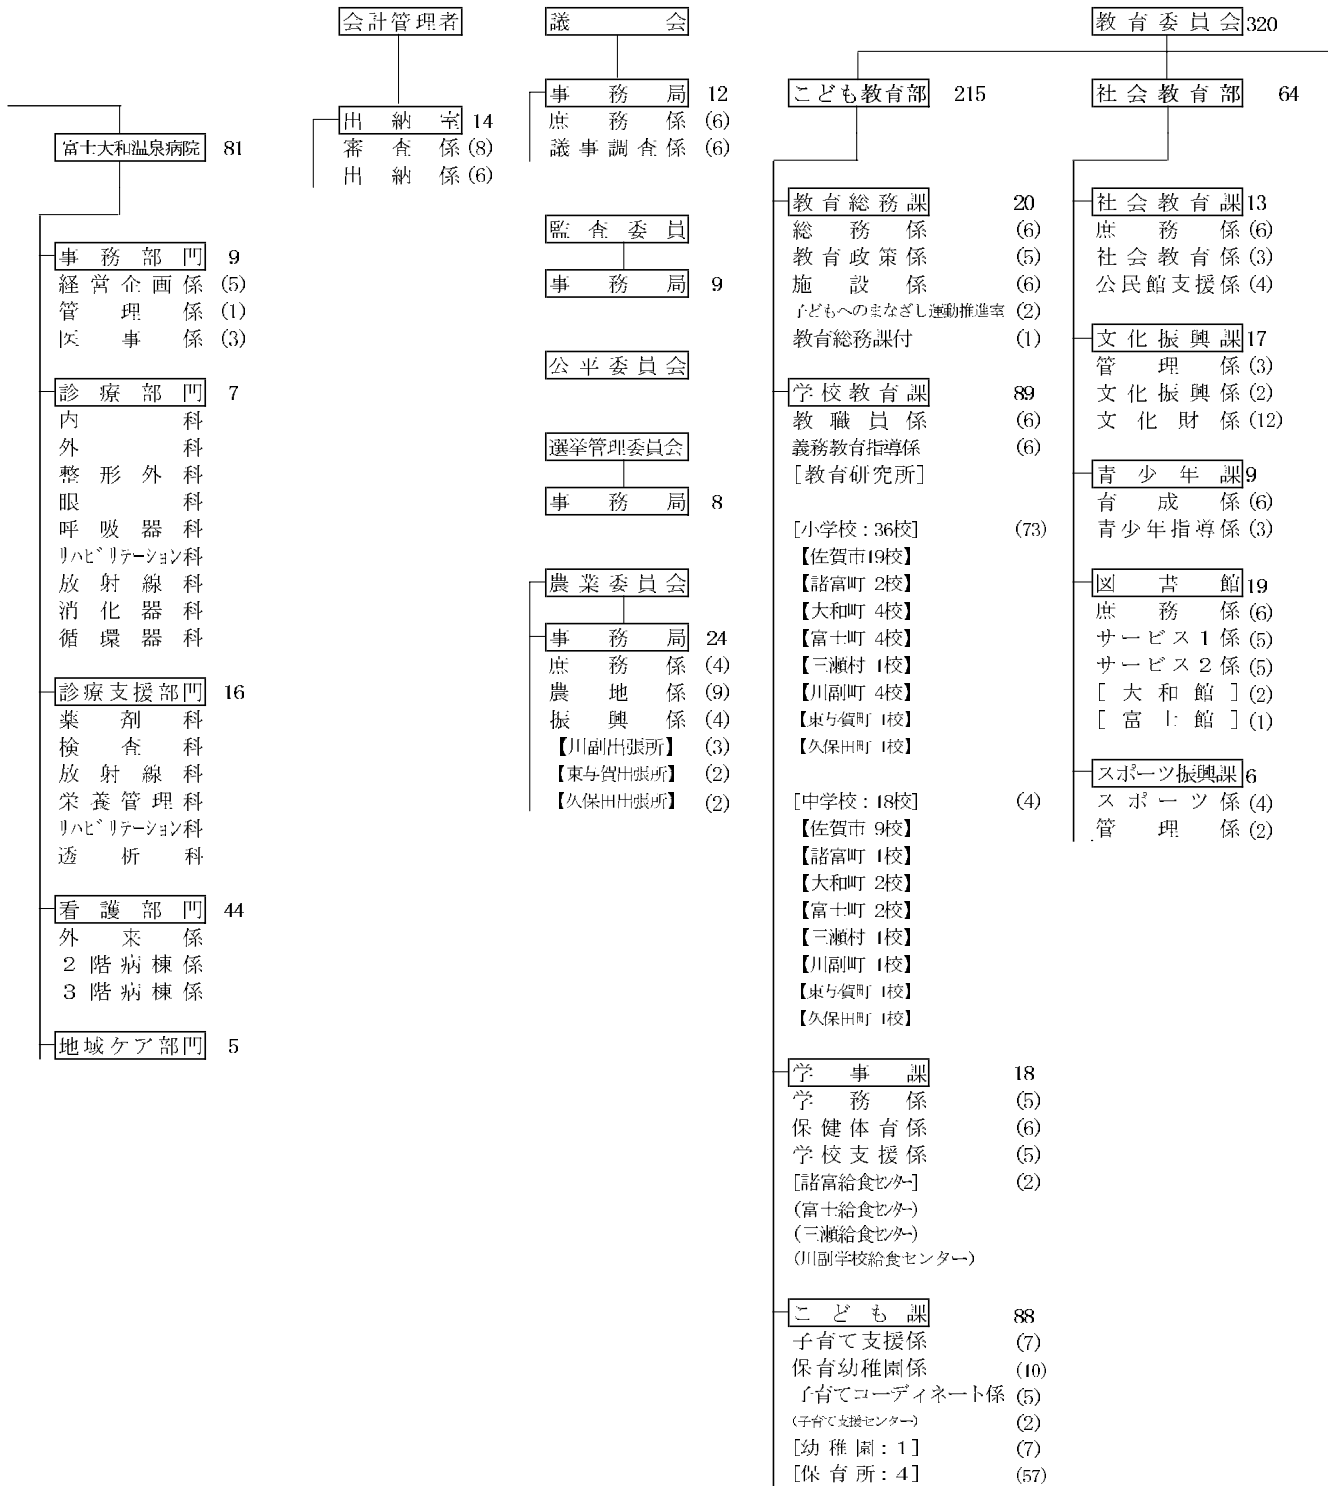 富士大和温泉病院 81
事務部門 9
経営企画係 (5)
管理係 (1)
医事係 (3)
診療部門 7
内科
外科
整形外科
眼科
呼吸器科
リハビリテーション科
放射線科
消化器科
循環器科
診療支援部門 16
薬剤科
検査科
放射線科
栄養管理科
リハビリテーション科
透析科
看護部門 44
外来係
2階病棟係
3階病棟係
地域ケア部門 5
会計管理者
出納室 14
審査係 (8)
出納係 (6)
議会
事務局 12
庶務係 (6)
議事調査係 (6)
監査委員
事務局 9
公平委員会
選挙管理委員会
事務局 8
農業委員会
事務局 24
庶務係 (4)
農地係 (9)
振興係 (4)
【川副出張所】 (3)
【東与賀出張所】 (2)
【久保田出張所】 (2)
教育委員会 320
こども教育部 215
教育総務課 20
総務係 (6)
教育政策係 (5)
施設係 (6)
子どもへのまなざし運動推進室 (2)
教育総務課付 (1)
学校教育課 89
教職員係 (6)
義務教育指導係 (6)
[教育研究所]
[小学校:36校] (73)
【佐賀市19校】
【諸富町 2校】
【大和町 4校】
【富士町 4校】
【三瀬村 1校】
【川副町 4校】
【東与賀町 1校】
【久保田町 1校】
[中学校:18校] (4)
【佐賀市 9校】
【諸富町 1校】
【大和町 2校】
【富士町 2校】
【三瀬村 1校】
【川副町 1校】
【東与賀町 1校】
【久保田町 1校】
学事課 18
学務係 (5)
保健体育係 (6)
学校支援係 (5)
[諸富給食センター] (2)
(富士給食センター)
(三瀬給食センター)
(川副学校給食センター)
こども課 88
子育て支援係 (7)
保育幼稚園係 (10)
子育てコーディネート係 (5)
(子育て支援センター) (2)
[幼稚園:1] (7)
[保育所:4] (57)
社会教育部 64
社会教育課 13
庶務係 (6)
社会教育係 (3)
公民館支援係 (4)
文化振興課 17
管理係 (3)
文化振興係 (2)
文化財係 (12)
青少年課 9
育成係 (6)
青少年指導係 (3)
図書館 19
庶務係 (6)
サービス1係 (5)
サービス2係 (5)
[大和館] (2)
[富士館] (1)
スポーツ振興課 6
スポーツ係 (4)
管理係 (2)